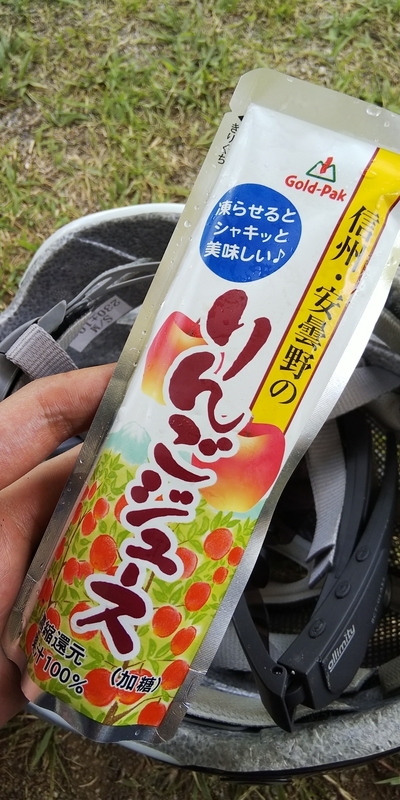 きりくち
Gold-Pak
凍らせると
シャキッと
美味しい♪
信州・安曇野の
りんごジュース
縮還元
汁100%
(加糖)
ollimity